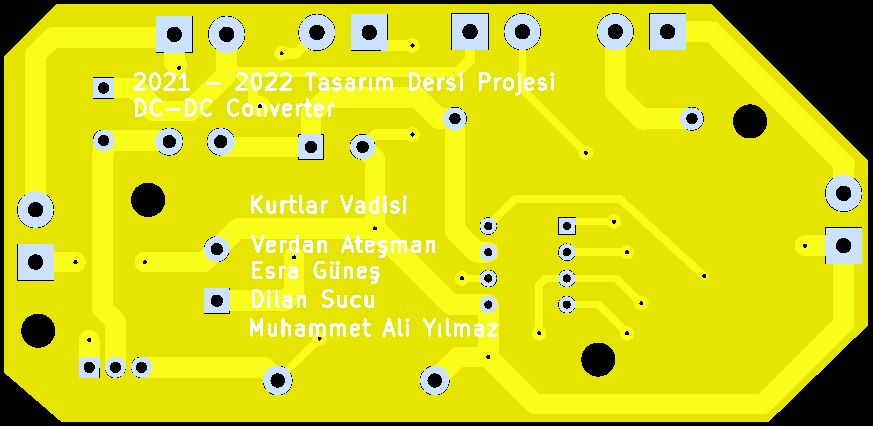 2021 - 2022 Tasarım Dersi Projesi
DC-DC Converter
Kurtlar Vadisi
Verdan Ateşman
Esra Güneş
Dilan Sucu
Muhammet Ali Yılmaz